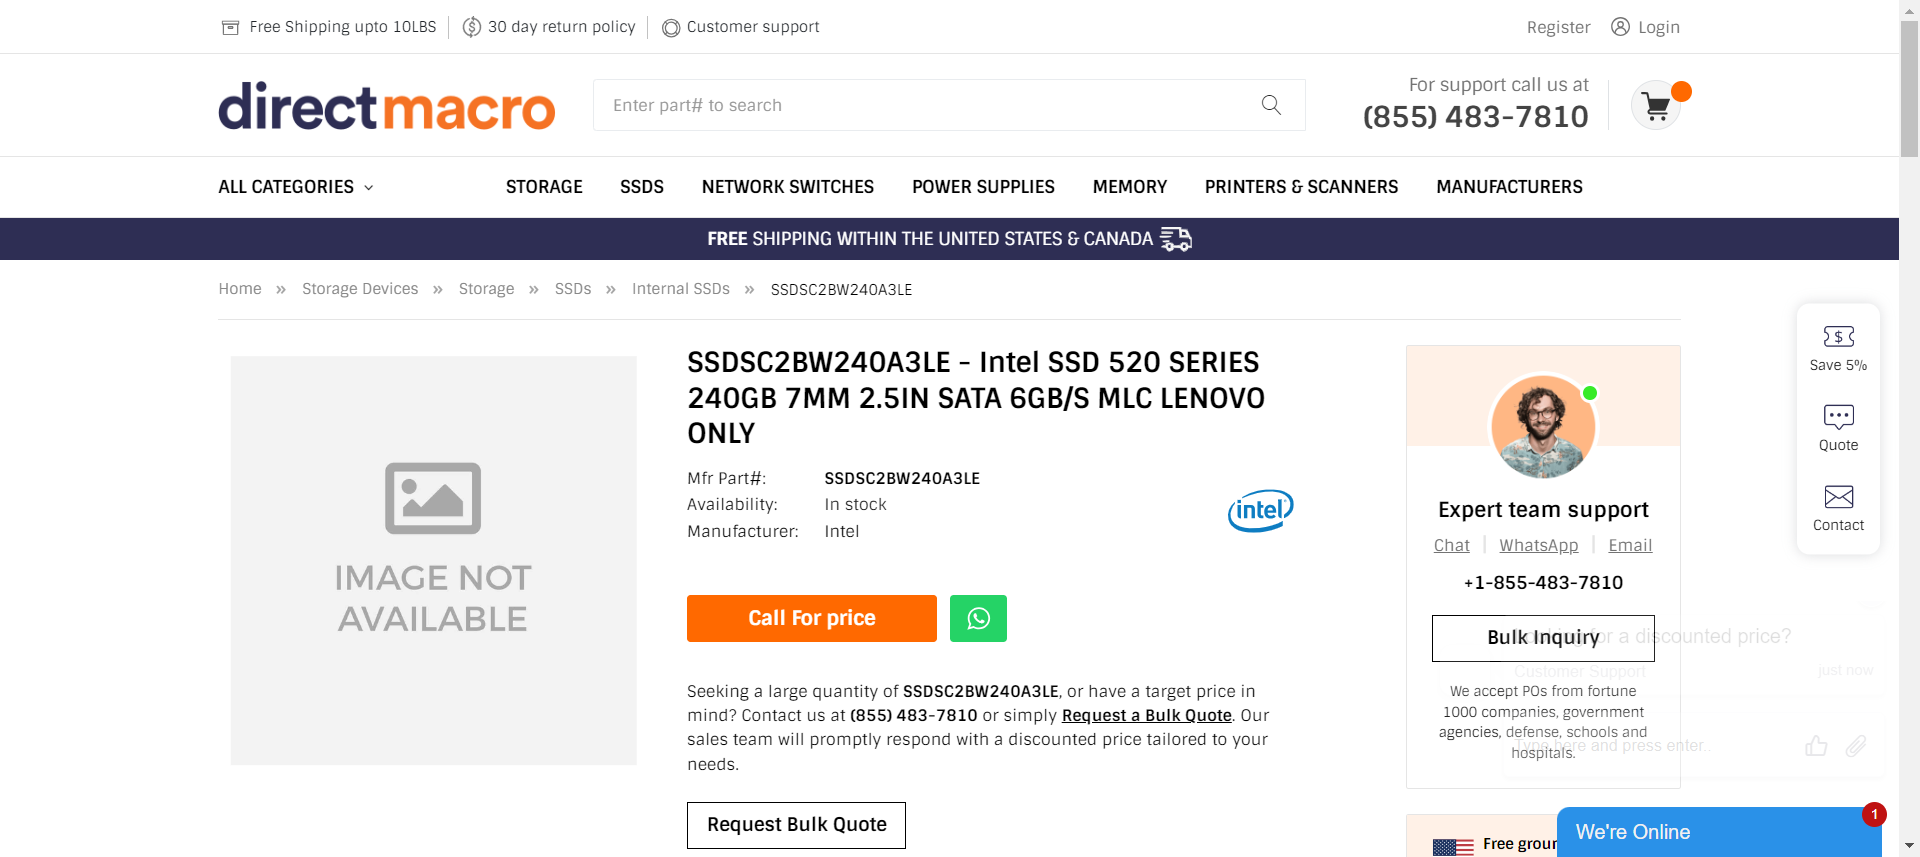 Free Shipping upto 10LBS
30 day return policy
Customer support
Register
Login
directmacro
Enter part# to search
For support call us at
(855) 483-7810
ALL CATEGORIES
STORAGE
SSDS
NETWORK SWITCHES
POWER SUPPLIES
MEMORY
PRINTERS & SCANNERS
MANUFACTURERS
FREE SHIPPING WITHIN THE UNITED STATES & CANADA
Home » Storage Devices » Storage » SSDs » Internal SSDs » SSDSC2BW240A3LE
IMAGE NOT
AVAILABLE
SSDSC2BW240A3LE - Intel SSD 520 SERIES
240GB 7MM 2.5IN SATA 6GB/S MLC LENOVO
ONLY
Mfr Part#: SSDSC2BW240A3LE
Availability: In stock
Manufacturer: Intel
intel
Call For price
Seeking a large quantity of SSDSC2BW240A3LE, or have a target price in
mind? Contact us at (855) 483-7810 or simply Request a Bulk Quote. Our
sales team will promptly respond with a discounted price tailored to your
needs.
Request Bulk Quote
Expert team support
Chat | WhatsApp | Email
+1-855-483-7810
Bulk Inquiry
for a discounted price?
Customer Support
just now
We accept POs from fortune
1000 companies, government
agencies, defense, schools and
hospitals.
Type here and press enter..
Free groun
Save 5%
Quote
Contact
We're Online
1